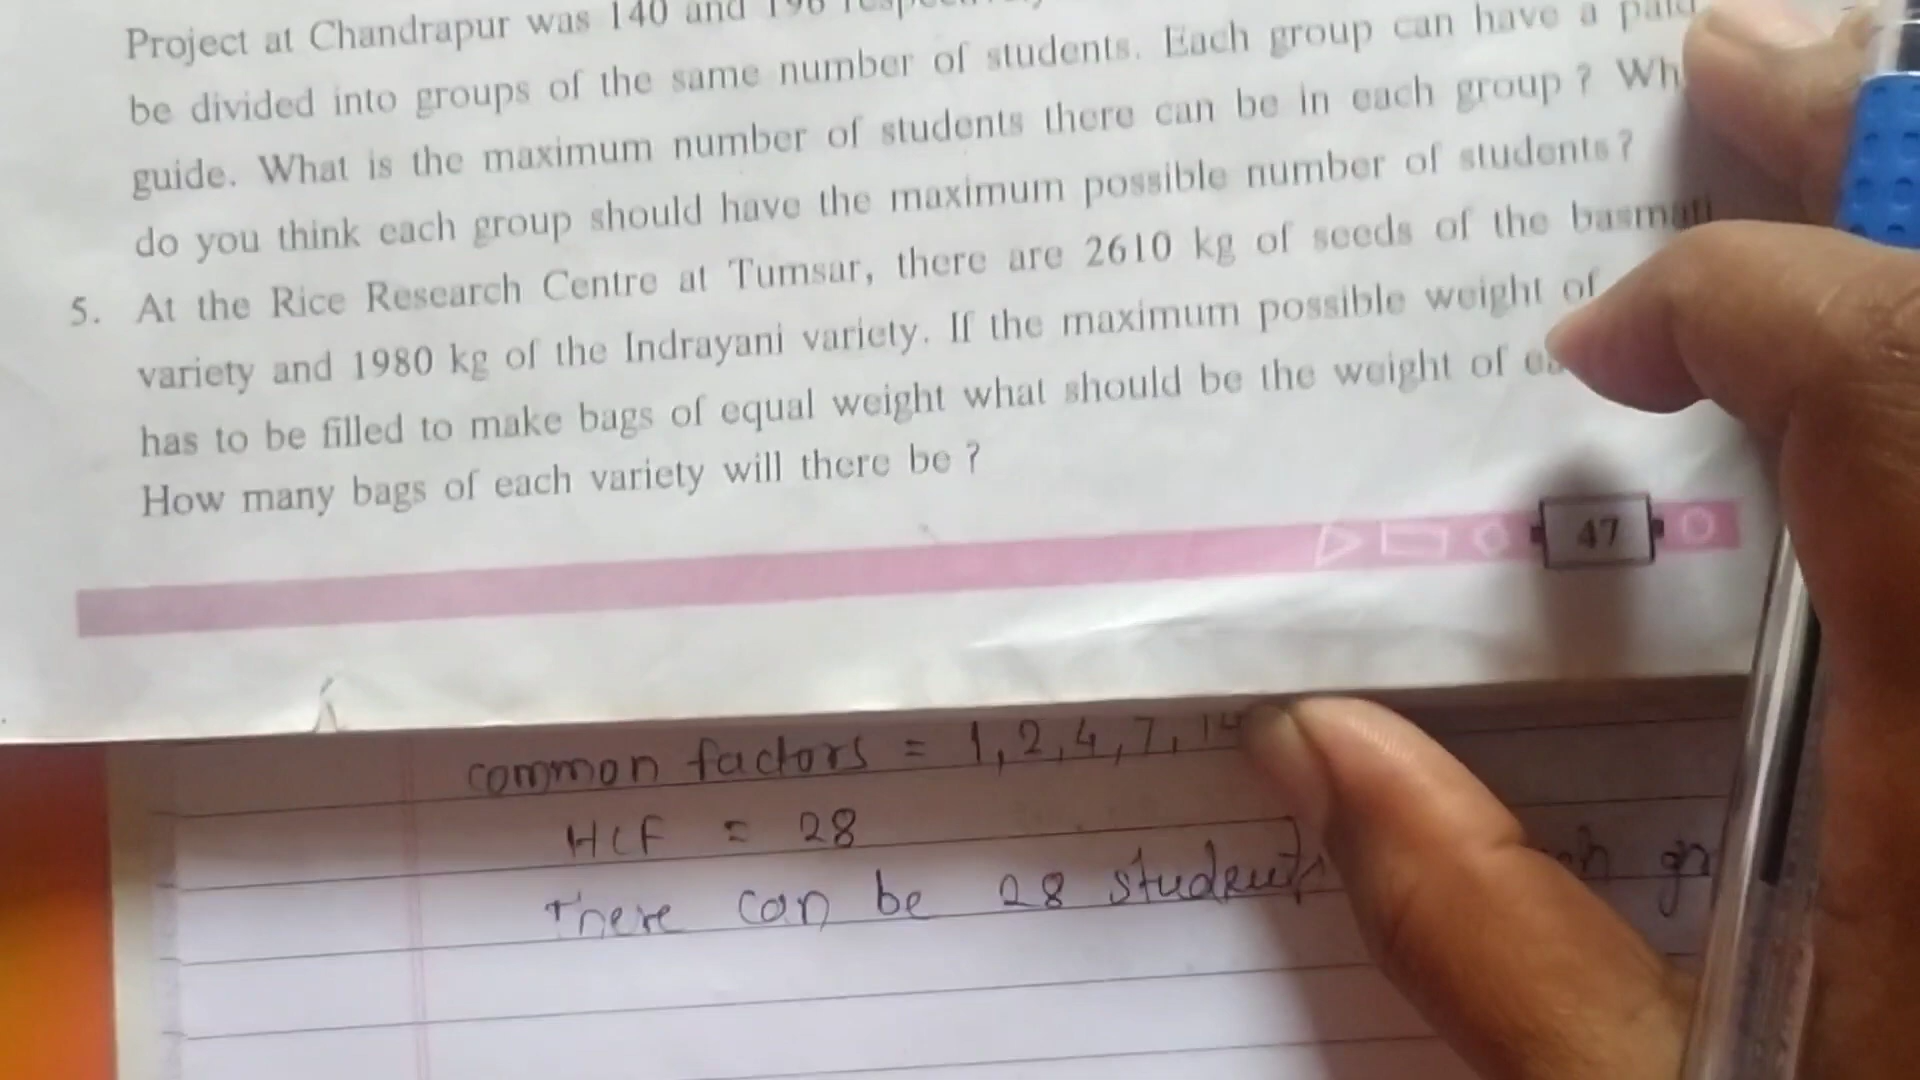 Project at Chandrapur was 140 and 196
be divided into groups of the same number of students. Each group can have a paid
guide. What is the maximum number of students there can be in each group ? Wh
do you think each group should have the maximum possible number of students ?
5. At the Rice Research Centre at Tumsar, there are 2610 kg of seeds of the basmati
variety and 1980 kg of the Indrayani variety. If the maximum possible weight of
has to be filled to make bags of equal weight what should be the weight of
How many bags of each variety will there be ?
47
common factors = 1, 2, 4, 7, 14
HCF = 28
There can be 28 students